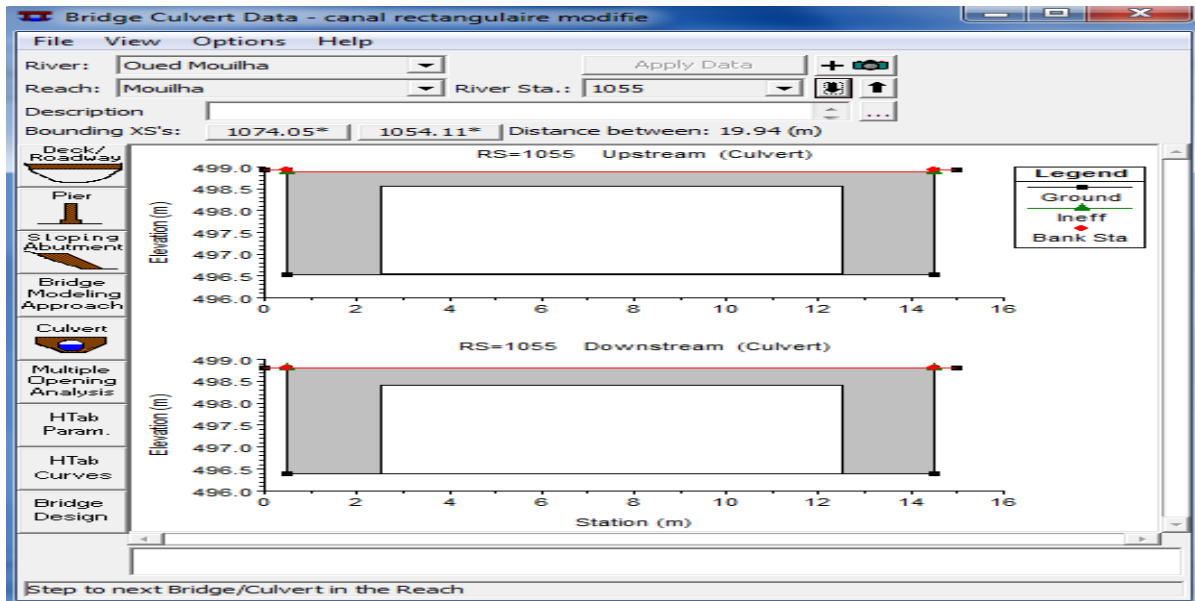 Bridge Culvert Data - canal rectangulaire modifie
File View Options Help
River: Oued Mouilha Apply Data
Reach: Mouilha River Sta.: 1055
Description ...
Bounding XS's: 1074.05* 1054.11* Distance between: 19.94 (m)
Deck/
Roadway
Pier
Sloping
Abutment
Bridge
Modeling
Approach
Culvert
Multiple
Opening
Analysis
HTab
Param.
HTab
Curves
Bridge
Design
RS=1055 Upstream (Culvert)
499.0
498.5
498.0
497.5
497.0
496.5
496.0
Elevation (m)
0 2 4 6 8 10 12 14 16
Legend
Ground
Ineff
Bank Sta
RS=1055 Downstream (Culvert)
499.0
498.5
498.0
497.5
497.0
496.5
496.0
Elevation (m)
0 2 4 6 8 10 12 14 16
Station (m)
Step to next Bridge/Culvert in the Reach